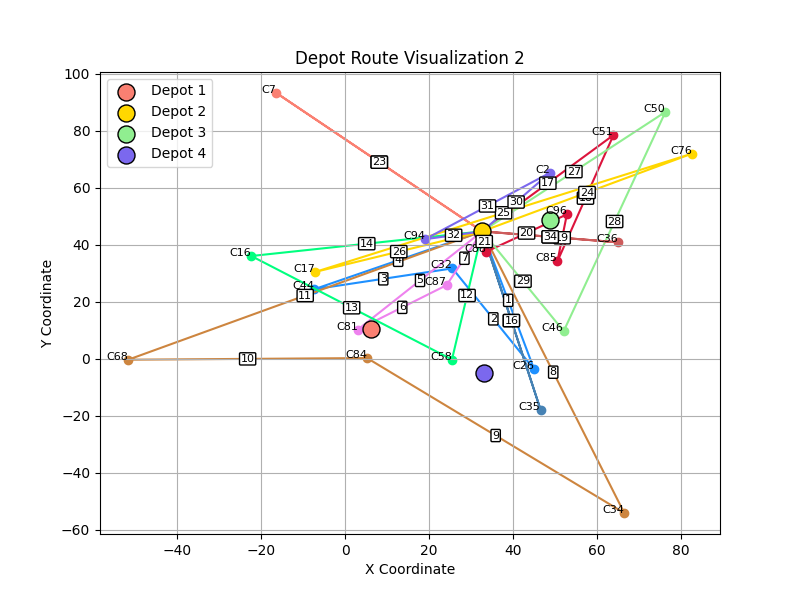 Depot Route Visualization 2
Depot 1
Depot 2
Depot 3
Depot 4
100
80
60
40
20
0
−20
−40
−60
Y Coordinate
−40
−20
0
20
40
60
80
X Coordinate
C7
C50
C51
C76
C2
C96
C94
C36
C16
C85
C17
C32
C44
C87
C81
C46
C68
C84
C58
C26
C35
C34
23
27
17
24
31
30
25
28
32
20
34
19
21
14
26
4
7
3
5
29
11
12
1
13
6
2
16
10
8
9